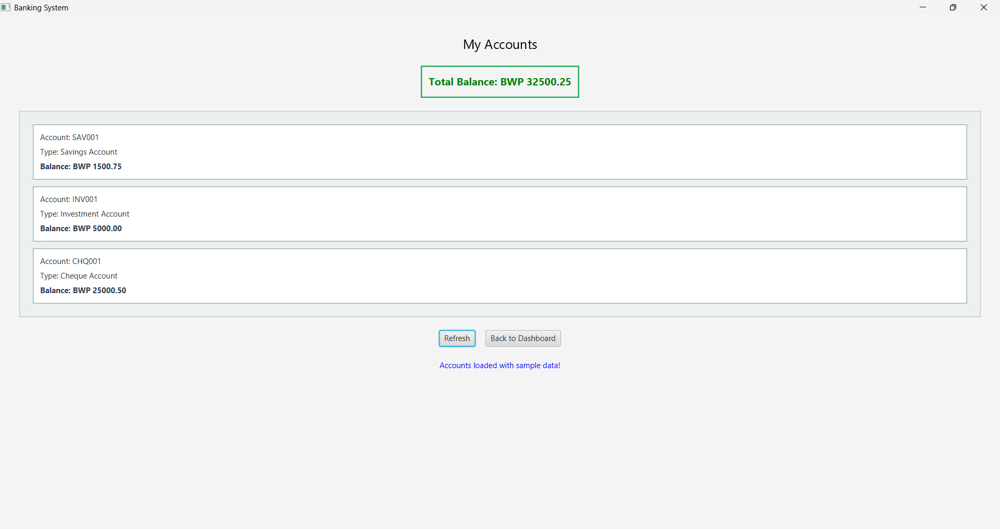 Banking System
My Accounts
Total Balance: BWP 32500.25
Account: SAV001
Type: Savings Account
Balance: BWP 1500.75
Account: INV001
Type: Investment Account
Balance: BWP 5000.00
Account: CHQ001
Type: Cheque Account
Balance: BWP 25000.50
Refresh
Back to Dashboard
Accounts loaded with sample data!